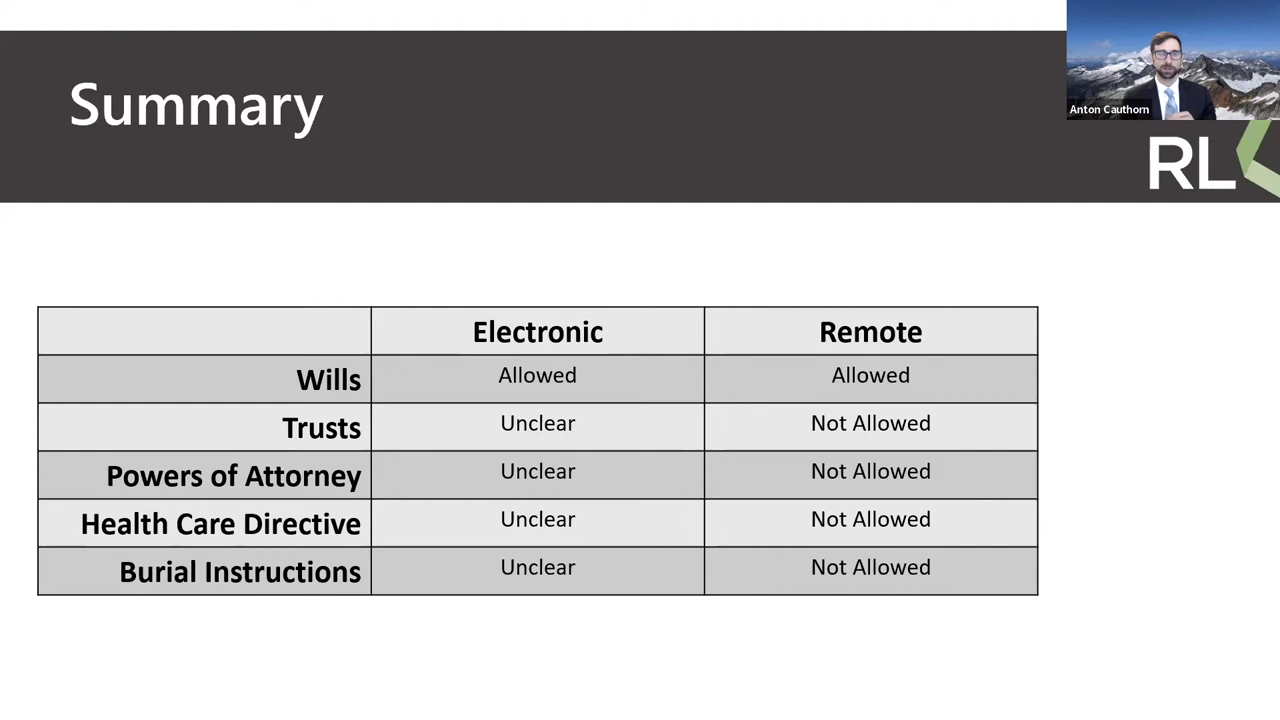 Summary
Anton Cauthorn
RL
Electronic Remote
Wills Allowed Allowed
Trusts Unclear Not Allowed
Powers of Attorney Unclear Not Allowed
Health Care Directive Unclear Not Allowed
Burial Instructions Unclear Not Allowed